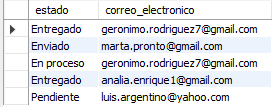 estado correo_electronico
Entregado geronimo.rodriguez7@gmail.com
Enviado marta.pronto@gmail.com
En proceso geronimo.rodriguez7@gmail.com
Entregado analia.enrique1@gmail.com
Pendiente luis.argentino@yahoo.com